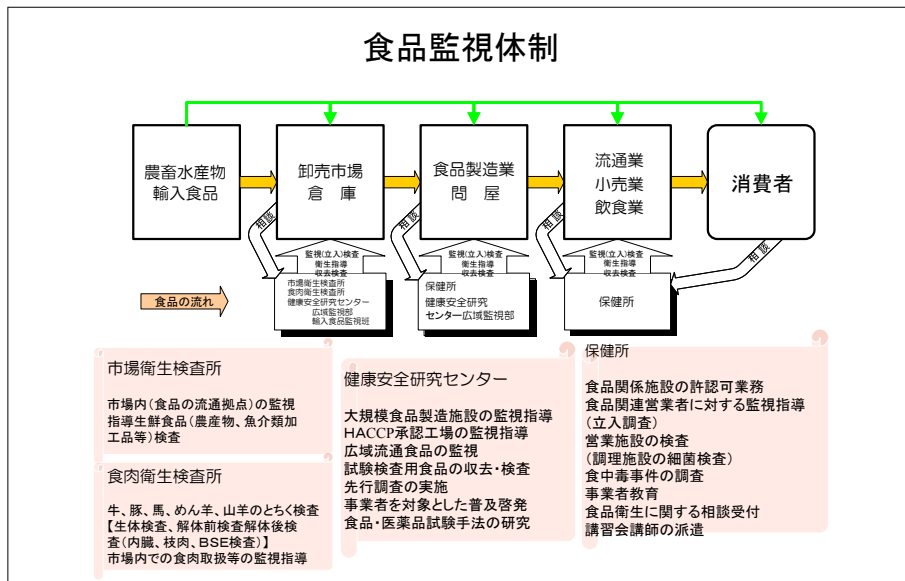 食品監視体制
農畜水産物
輸入食品
卸売市場
倉　庫
食品製造業
問　屋
流通業
小売業
飲食業
消費者
相談
相談
相談
相談
監視(立入)検査
衛生指導
収去検査
監視(立入)検査
衛生指導
収去検査
監視(立入)検査
衛生指導
収去検査
市場衛生検査所
食肉衛生検査所
健康安全研究センター
広域監視部
輸入食品監視班
保健所
健康安全研究
センター広域監視部
保健所
食品の流れ
市場衛生検査所
市場内(食品の流通拠点)の監視
指導生鮮食品(農産物、魚介類加
工品等)検査
食肉衛生検査所
牛、豚、馬、めん羊、山羊のとちく検査
【生体検査、解体前検査解体後検
査(内臓、枝肉、BSE検査)】
市場内での食肉取扱等の監視指導
健康安全研究センター
大規模食品製造施設の監視指導
HACCP承認工場の監視指導
広域流通食品の監視
試験検査用食品の収去・検査
先行調査の実施
事業者を対象とした普及啓発
食品・医薬品試験手法の研究
保健所
食品関係施設の許認可業務
食品関連営業者に対する監視指導
(立入調査)
営業施設の検査
(調理施設の細菌検査)
食中毒事件の調査
事業者教育
食品衛生に関する相談受付
講習会講師の派遣